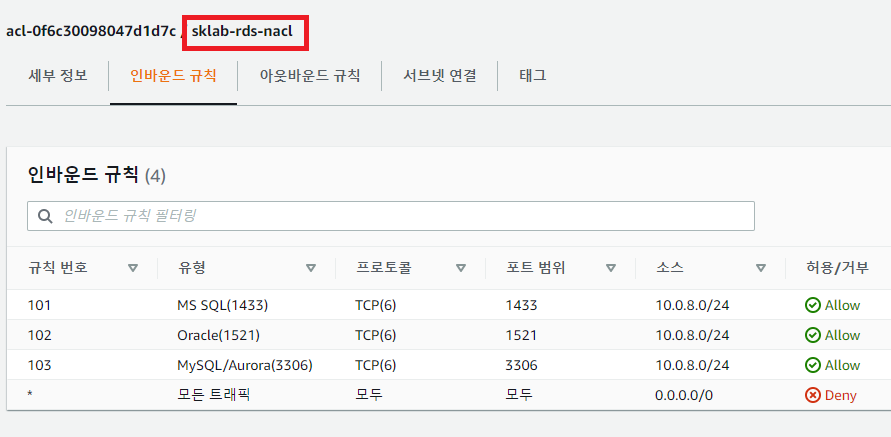 acl-0f6c30098047d1d7c / sklab-rds-nacl
세부 정보 인바운드 규칙 아웃바운드 규칙 서브넷 연결 태그
인바운드 규칙 (4)
인바운드 규칙 필터링
규칙 번호 유형 프로토콜 포트 범위 소스 허용/거부
101 MS SQL(1433) TCP(6) 1433 10.0.8.0/24 Allow
102 Oracle(1521) TCP(6) 1521 10.0.8.0/24 Allow
103 MySQL/Aurora(3306) TCP(6) 3306 10.0.8.0/24 Allow
* 모든 트래픽 모두 모두 0.0.0.0/0 Deny